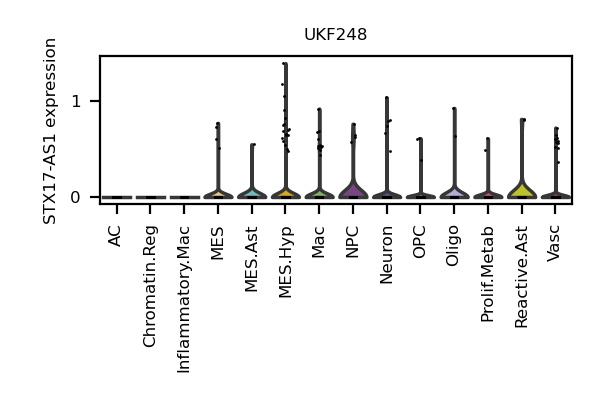 UKF248
STX17-AS1 expression
1
0
AC
Chromatin.Reg
Inflammatory.Mac
MES
MES.Ast
MES.Hyp
Mac
NPC
Neuron
OPC
Oligo
Prolif.Metab
Reactive.Ast
Vasc